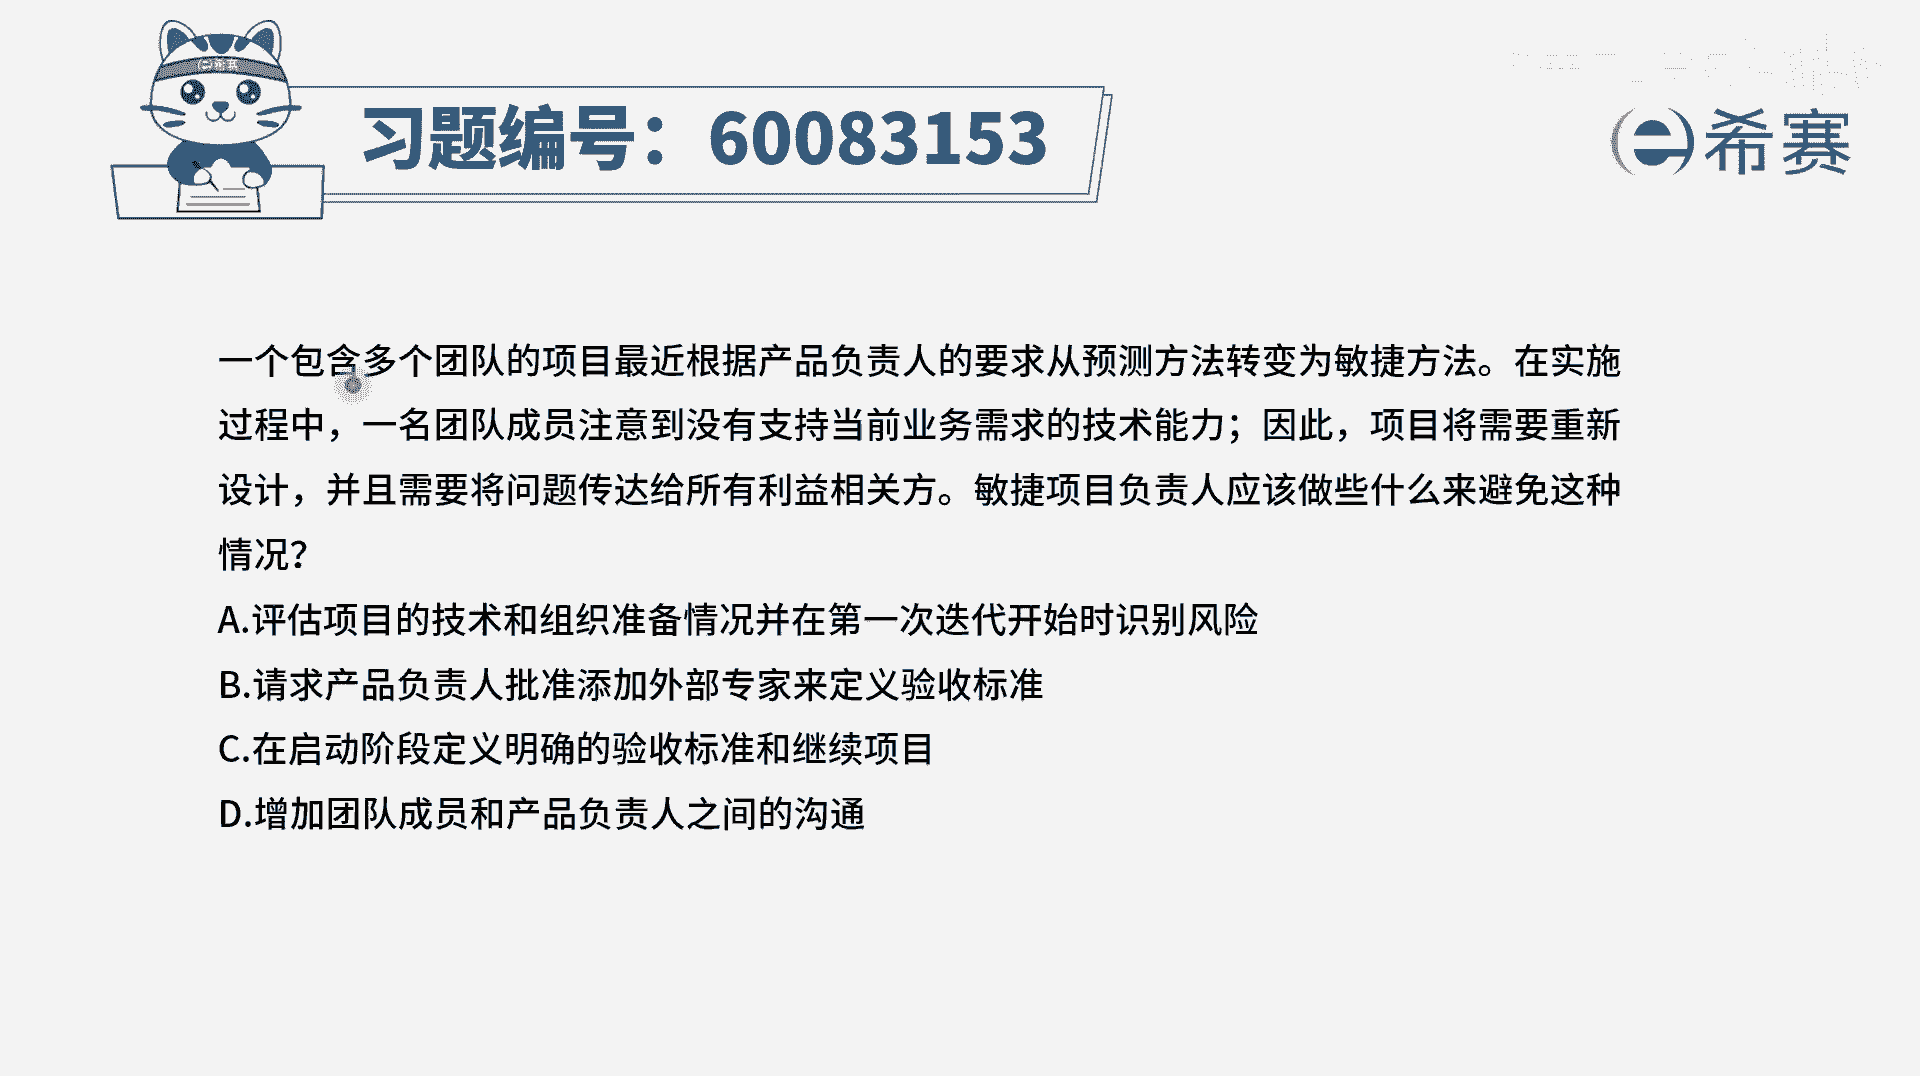 习题编号：60083153
希赛
一个包含多个团队的项目最近根据产品负责人的要求从预测方法转变为敏捷方法。在实施
过程中，一名团队成员注意到没有支持当前业务需求的技术能力；因此，项目将需要重新
设计，并且需要将问题传达给所有利益相关方。敏捷项目负责人应该做些什么来避免这种
情况？
A.评估项目的技术和组织准备情况并在第一次迭代开始时识别风险
B.请求产品负责人批准添加外部专家来定义验收标准
C.在启动阶段定义明确的验收标准和继续项目
D.增加团队成员和产品负责人之间的沟通